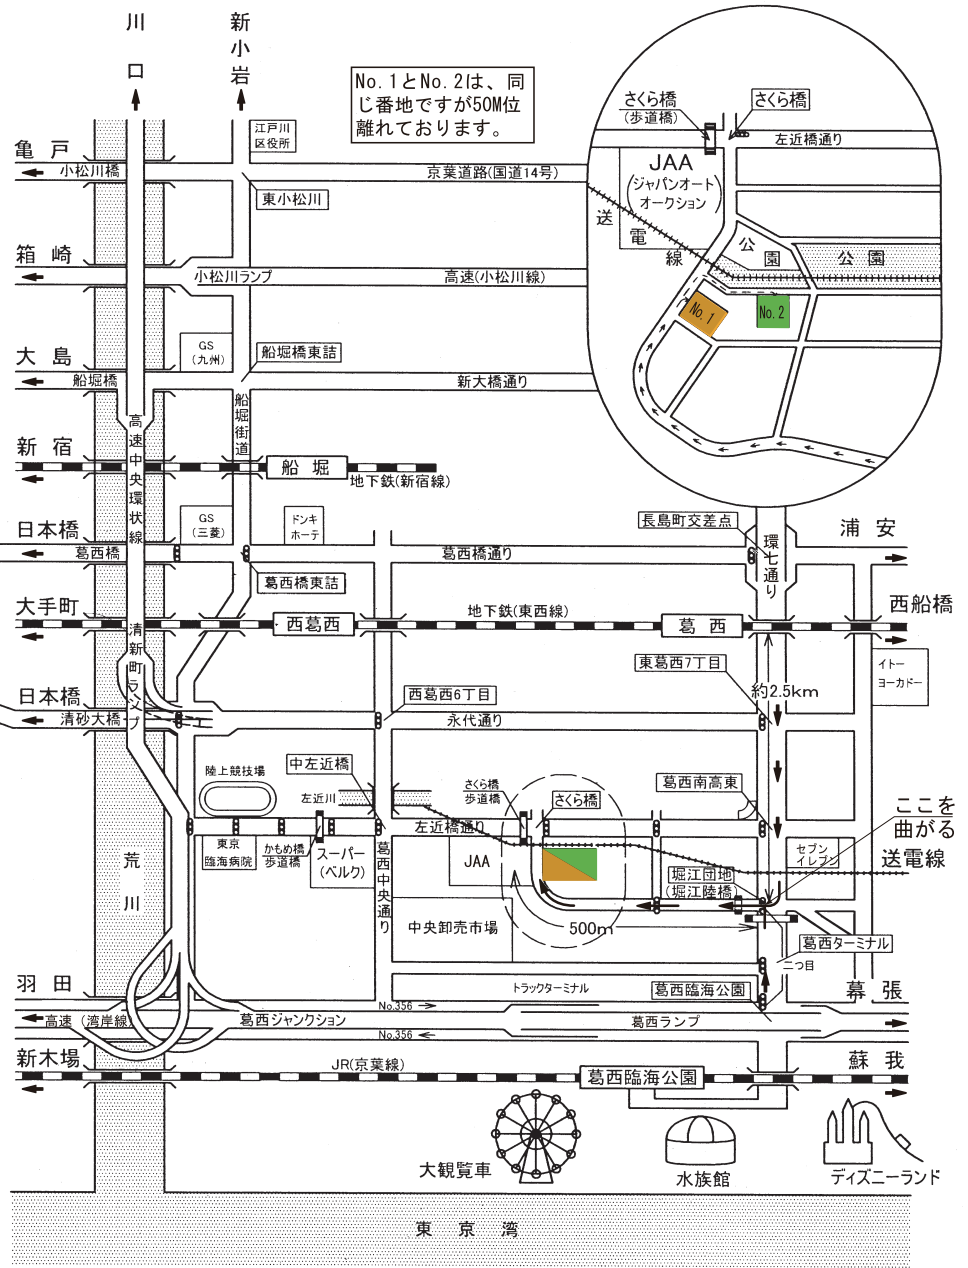 川口
新小岩
No.1とNo.2は、同
じ番地ですが50M位
離れております。
さくら橋
(歩道橋)
さくら橋
左近橋通り
JAA
(ジャパンオート
オークション)
送電線
公園
公園
No.1
No.2
江戸川
区役所
亀戸
小松川橋
京葉道路(国道14号)
東小松川
箱崎
小松川ランプ
高速(小松川線)
GS
(九州)
船堀橋東詰
大島
船堀橋
新大橋通り
高速中央環状線
船堀街道
新宿
船堀
地下鉄(新宿線)
GS
(三菱)
ドンキ
ホーテ
長島町交差点
日本橋
葛西橋
葛西橋通り
環七通り
浦安
葛西橋東詰
大手町
西葛西
地下鉄(東西線)
葛西
西船橋
清新町ランプ
東葛西7丁目
イトー
ヨーカドー
約2.5km
日本橋
清砂大橋
西葛西6丁目
永代通り
中左近橋
陸上競技場
左近川
さくら橋
歩道橋
さくら橋
葛西南高東
ここを
曲がる
左近橋通り
東京
臨海病院
かもめ橋
歩道橋
スーパー
(ベルク)
葛西中央通り
JAA
セブン
イレブン
送電線
堀江団地
(堀江陸橋)
荒川
中央卸売市場
500m
葛西ターミナル
二つ目
羽田
トラックターミナル
葛西臨海公園
幕張
No.356
高速(湾岸線)
葛西ジャンクション
葛西ランプ
No.356
新木場
JR(京葉線)
葛西臨海公園
蘇我
大観覧車
水族館
ディズニーランド
東京湾